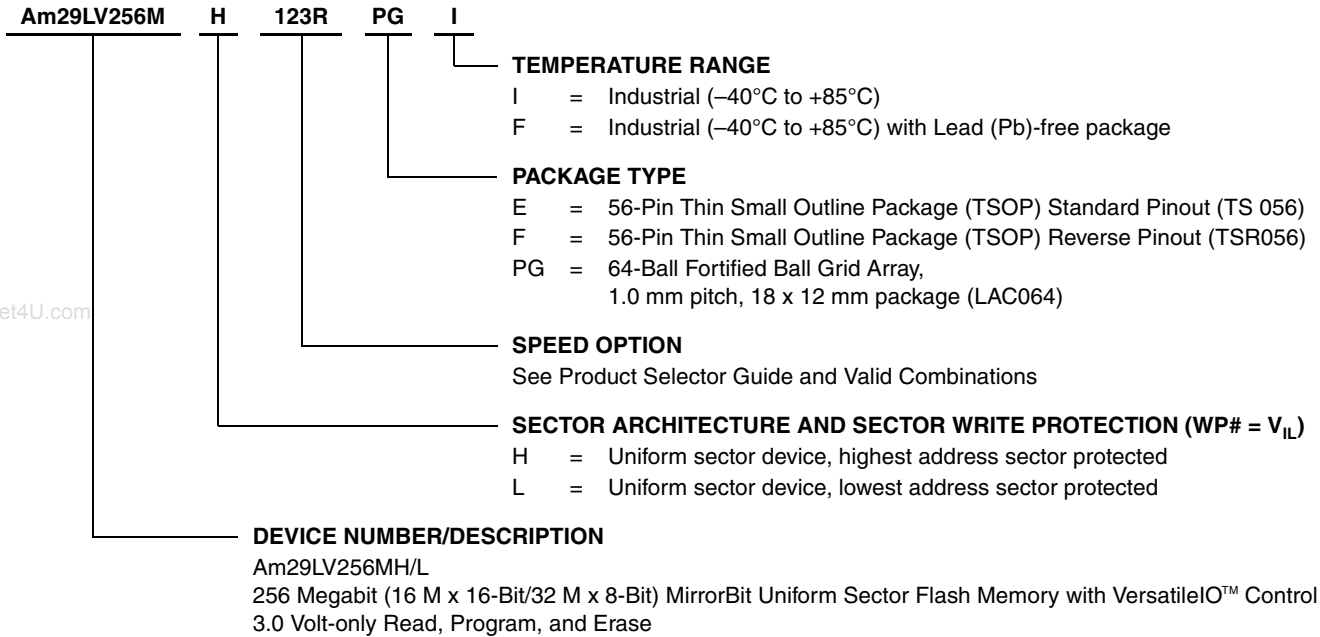 Am29LV256M H 123R PG I
TEMPERATURE RANGE
I = Industrial (–40°C to +85°C)
F = Industrial (–40°C to +85°C) with Lead (Pb)-free package
PACKAGE TYPE
E = 56-Pin Thin Small Outline Package (TSOP) Standard Pinout (TS 056)
F = 56-Pin Thin Small Outline Package (TSOP) Reverse Pinout (TSR056)
PG = 64-Ball Fortified Ball Grid Array,
1.0 mm pitch, 18 x 12 mm package (LAC064)
et4U.com
SPEED OPTION
See Product Selector Guide and Valid Combinations
SECTOR ARCHITECTURE AND SECTOR WRITE PROTECTION (WP# = VIL)
H = Uniform sector device, highest address sector protected
L = Uniform sector device, lowest address sector protected
DEVICE NUMBER/DESCRIPTION
Am29LV256MH/L
256 Megabit (16 M x 16-Bit/32 M x 8-Bit) MirrorBit Uniform Sector Flash Memory with VersatileIO™ Control
3.0 Volt-only Read, Program, and Erase